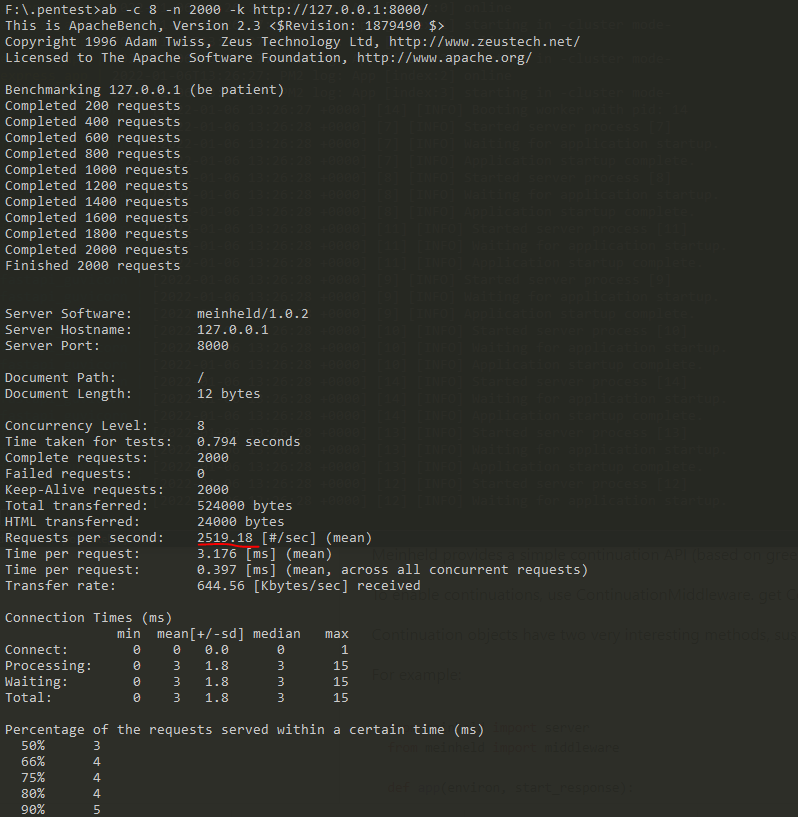 F:\.pentest>ab -c 8 -n 2000 -k http://127.0.0.1:8000/
This is ApacheBench, Version 2.3 <$Revision: 1879490 $>
Copyright 1996 Adam Twiss, Zeus Technology Ltd, http://www.zeustech.net/
Licensed to The Apache Software Foundation, http://www.apache.org/
Benchmarking 127.0.0.1 (be patient)
Completed 200 requests
Completed 400 requests
Completed 600 requests
Completed 800 requests
Completed 1000 requests
Completed 1200 requests
Completed 1400 requests
Completed 1600 requests
Completed 1800 requests
Completed 2000 requests
Finished 2000 requests
Server Software: meinheld/1.0.2
Server Hostname: 127.0.0.1
Server Port: 8000
Document Path: /
Document Length: 12 bytes
Concurrency Level: 8
Time taken for tests: 0.794 seconds
Complete requests: 2000
Failed requests: 0
Keep-Alive requests: 2000
Total transferred: 524000 bytes
HTML transferred: 24000 bytes
Requests per second: 2519.18 [#/sec] (mean)
Time per request: 3.176 [ms] (mean)
Time per request: 0.397 [ms] (mean, across all concurrent requests)
Transfer rate: 644.56 [Kbytes/sec] received
Connection Times (ms)
min mean[+/-sd] median max
Connect: 0 0 0.0 0 1
Processing: 0 3 1.8 3 15
Waiting: 0 3 1.8 3 15
Total: 0 3 1.8 3 15
Percentage of the requests served within a certain time (ms)
50% 3
66% 4
75% 4
80% 4
90% 5